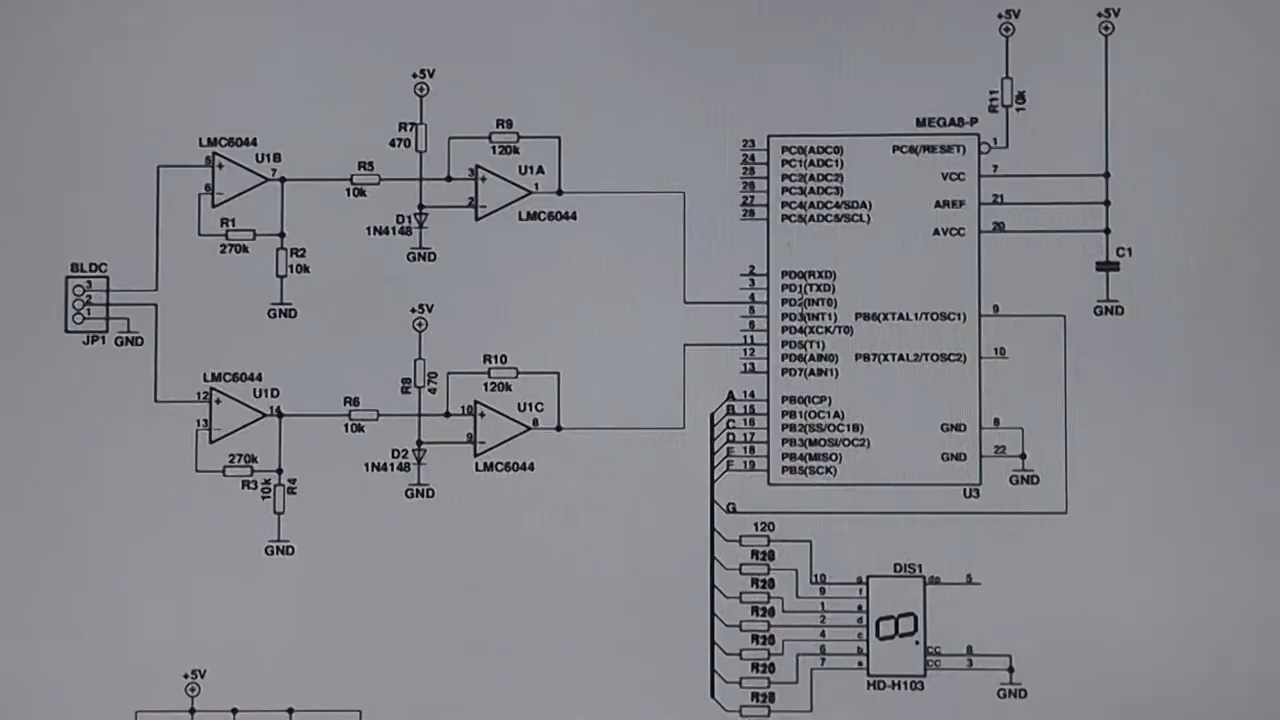 +5V
+5V
R11
10k
+5V
MEGA8-P
LMC6044
U1B
5
6
7
R1
270k
R2
10k
GND
R5
10k
R7
470
R9
120k
3
2
U1A
1
LMC6044
D1
1N4148
GND
BLDC
3
2
1
JP1
GND
23 PC0(ADC0)
24 PC1(ADC1)
25 PC2(ADC2)
26 PC3(ADC3)
27 PC4(ADC4/SDA)
28 PC5(ADC5/SCL)
2 PD0(RXD)
3 PD1(TXD)
4 PD2(INT0)
5 PD3(INT1)
6 PD4(XCK/T0)
11 PD5(T1)
12 PD6(AIN0)
13 PD7(AIN1)
A 14 PB0(ICP)
B 15 PB1(OC1A)
C 16 PB2(SS/OC1B)
D 17 PB3(MOSI/OC2)
E 18 PB4(MISO)
F 19 PB5(SCK)
G
PC6(/RESET) 1
VCC 7
AREF 21
AVCC 20
PB6(XTAL1/TOSC1) 9
PB7(XTAL2/TOSC2) 10
GND 8
GND 22
GND
U3
C1
GND
LMC6044
U1D
12
13
14
270k
R3
10k
R4
GND
R6
10k
+5V
R8
470
R10
120k
10
9
U1C
8
LMC6044
D2
1N4148
GND
120
R20
R20
R20
R20
R20
DIS1
10 g
9 f
1 e
2 d
4 c
6 b
7
dp 5
CC
CC 3
HD-H103
GND
+5V